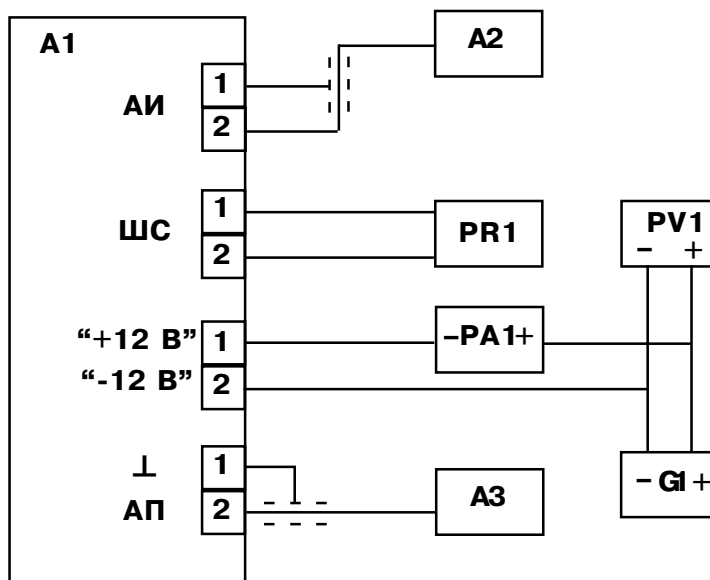 А1
А2
1
АИ
2
1
ШС
2
PR1
PV1
- +
“+12 В”
1
–PA1+
“-12 В”
2
⊥
1
АП
2
А3
- G1+